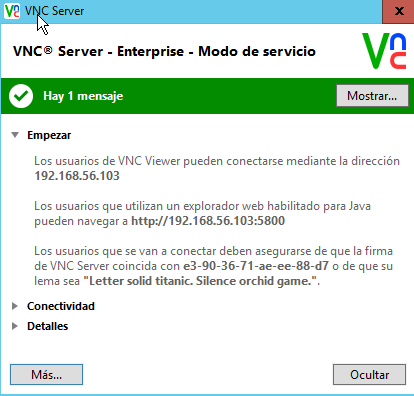 VNC Server
VNC® Server - Enterprise - Modo de servicio
Vnc
Hay 1 mensaje
Mostrar...
Empezar
Los usuarios de VNC Viewer pueden conectarse mediante la dirección
192.168.56.103
Los usuarios que utilizan un explorador web habilitado para Java
pueden navegar a http://192.168.56.103:5800
Los usuarios que se van a conectar deben asegurarse de que la firma
de VNC Server coincida con e3-90-36-71-ae-ee-88-d7 o de que su
lema sea "Letter solid titanic. Silence orchid game.".
Conectividad
Detalles
Más...
Ocultar